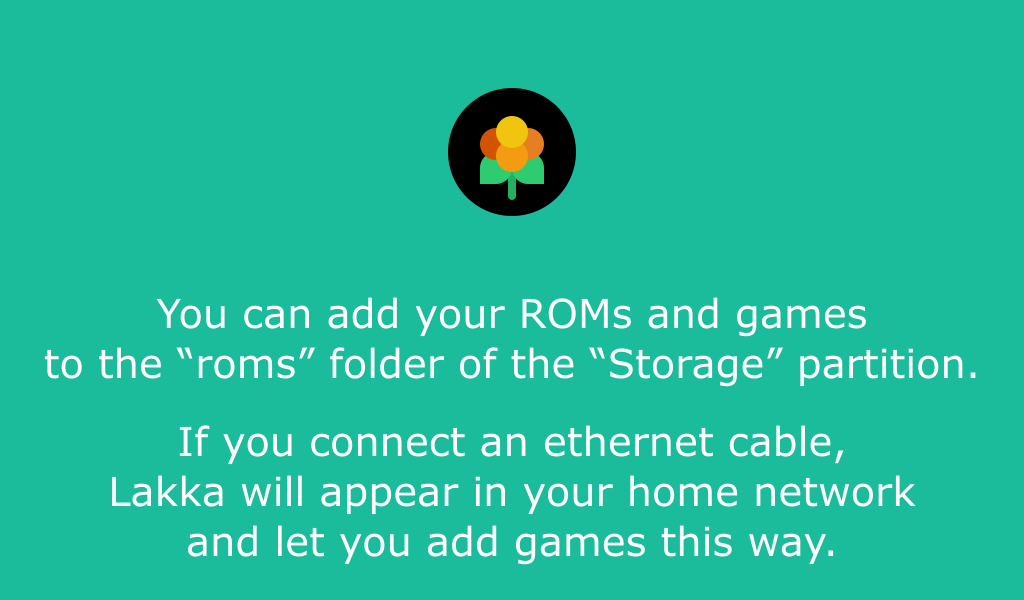 You can add your ROMs and games
to the “roms” folder of the “Storage” partition.
If you connect an ethernet cable,
Lakka will appear in your home network
and let you add games this way.